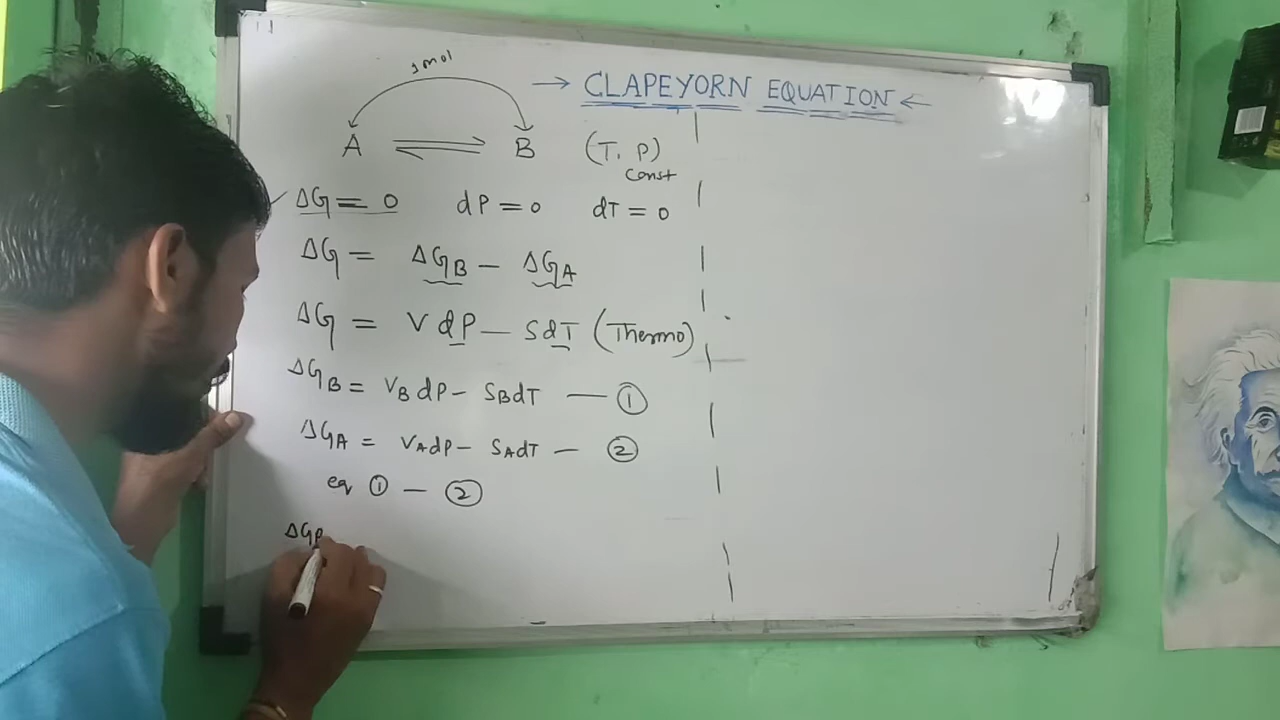 1 mol
→ CLAPEYORN EQUATION ←
A ⇌ B (T, P)
const
ΔG = 0 dP = 0 dT = 0
ΔG = ΔG_B - ΔG_A
ΔG = V dP - S dT (Thermo)
ΔG_B = V_B dP - S_B dT — ①
ΔG_A = V_A dP - S_A dT — ②
eq ① — ②
ΔG_B